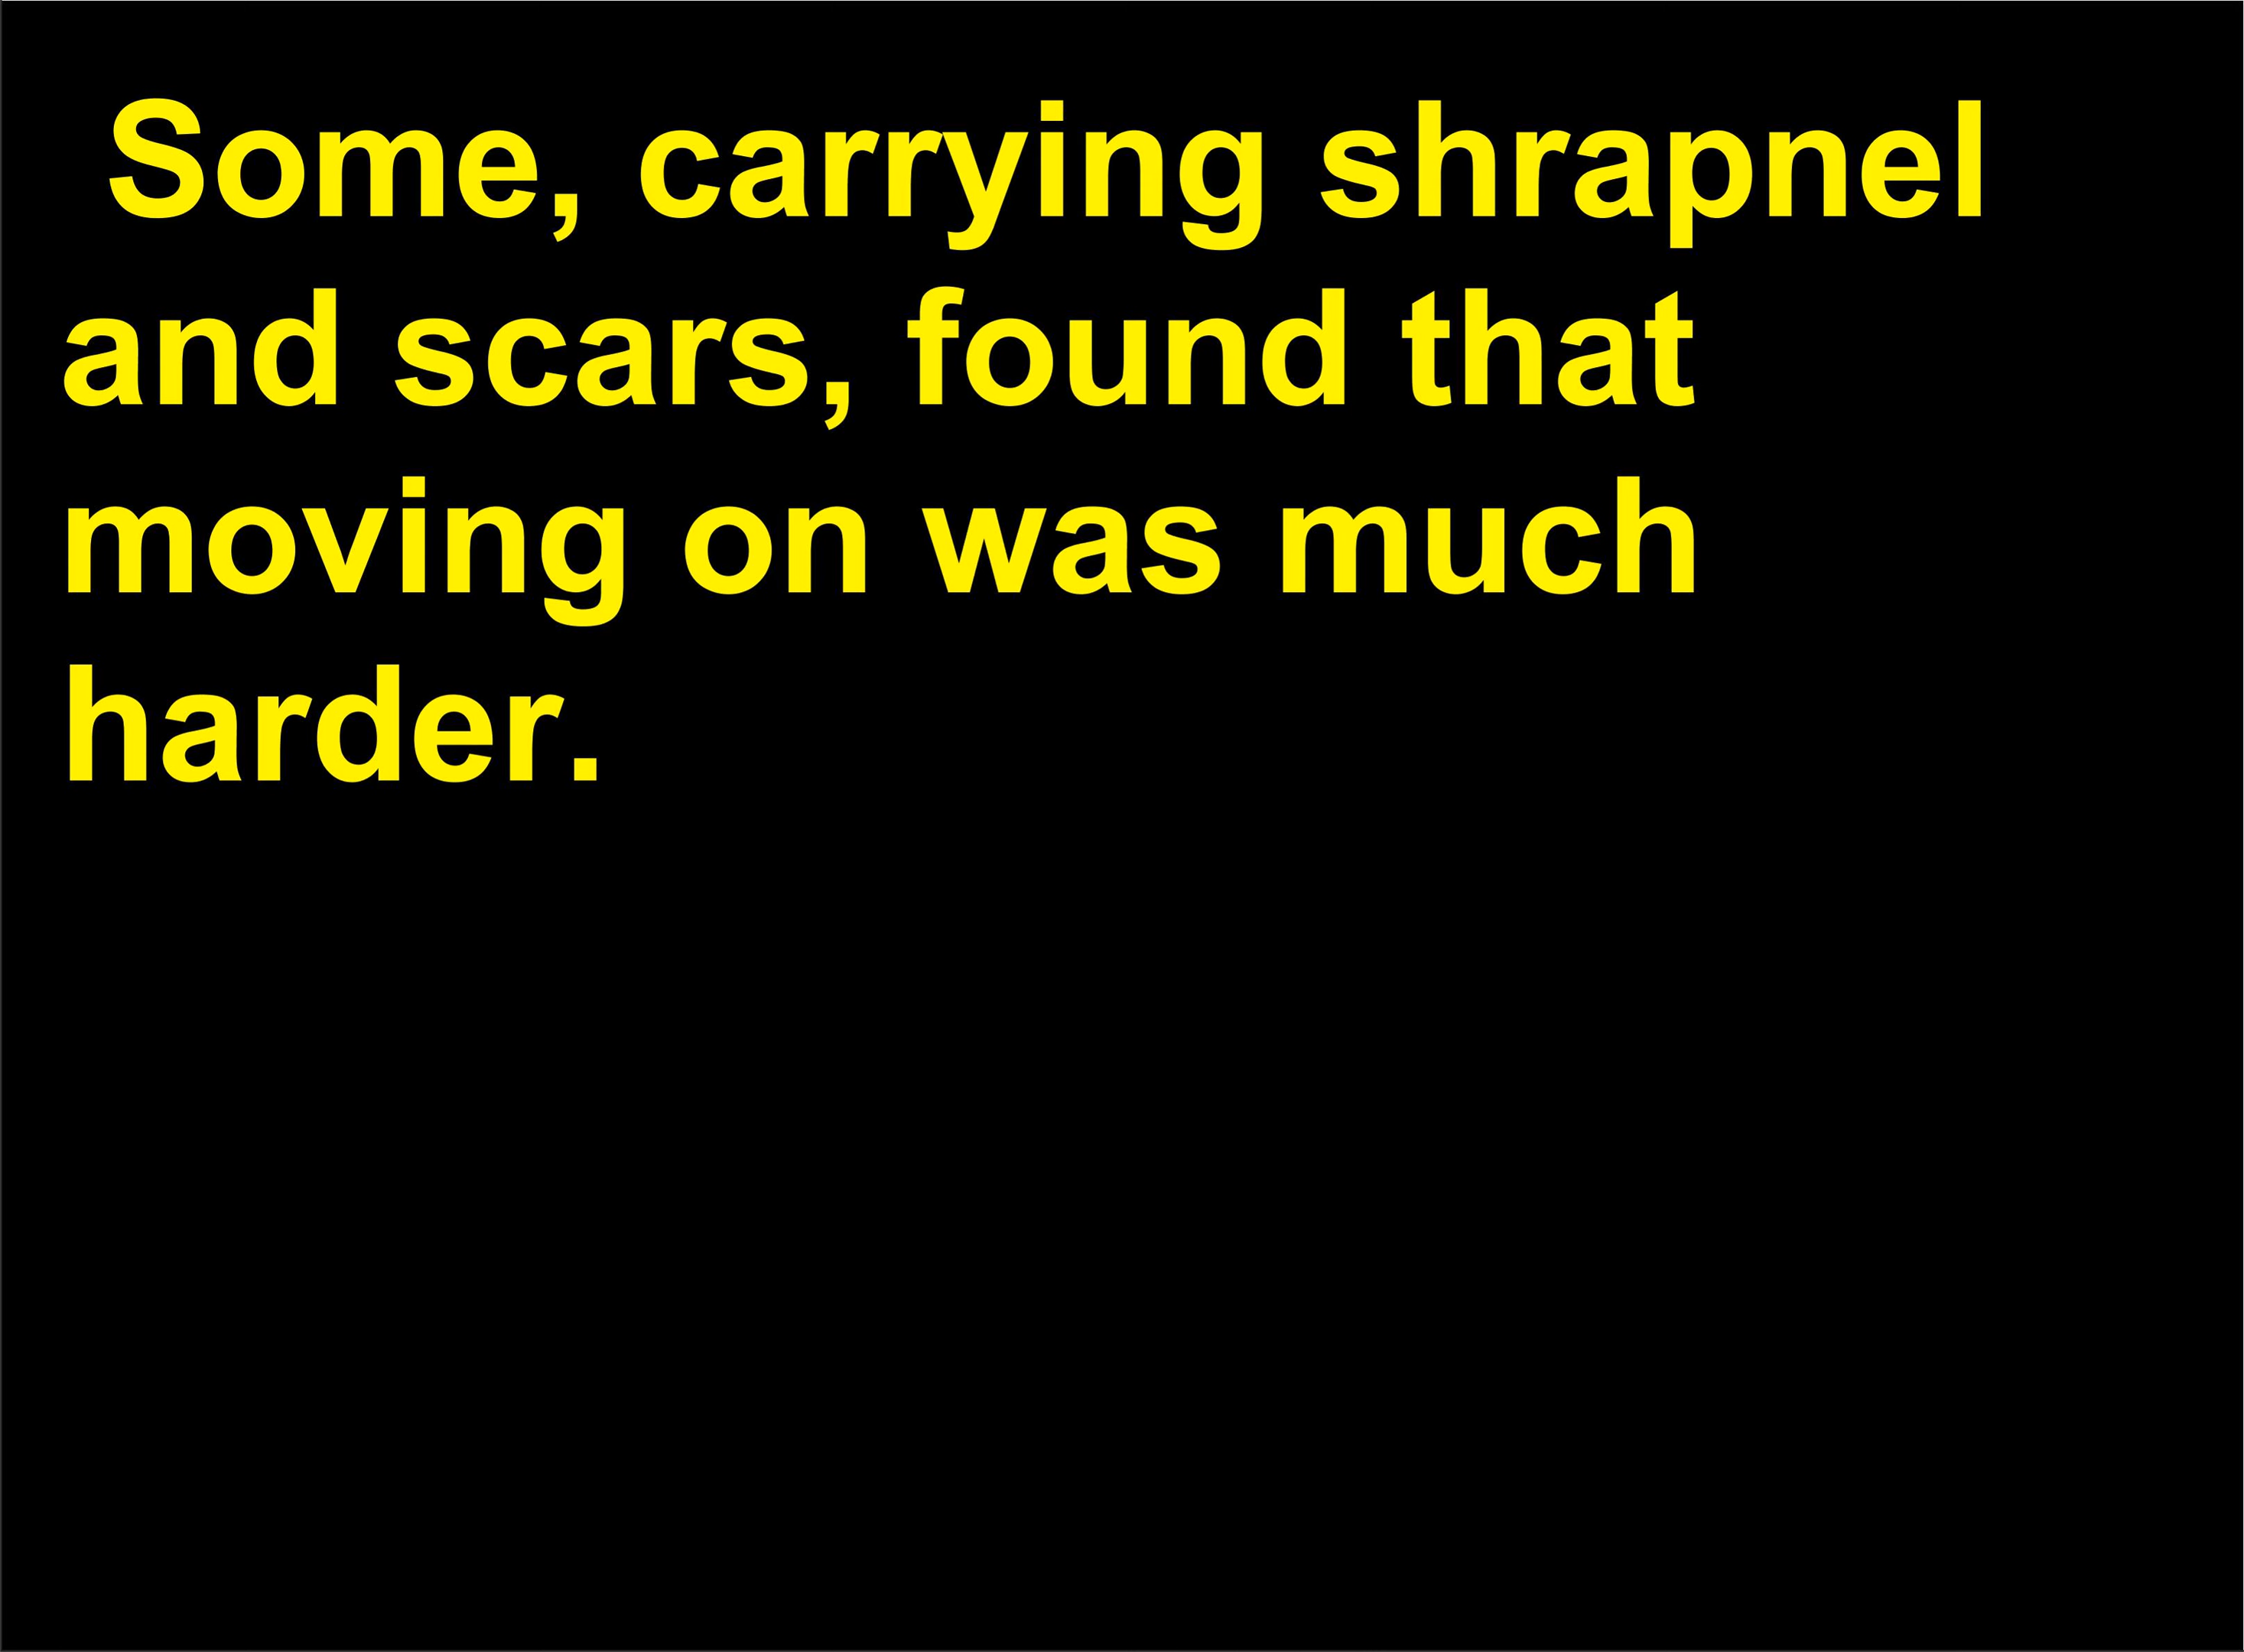 Some, carrying shrapnel
and scars, found that
moving on was much
harder.